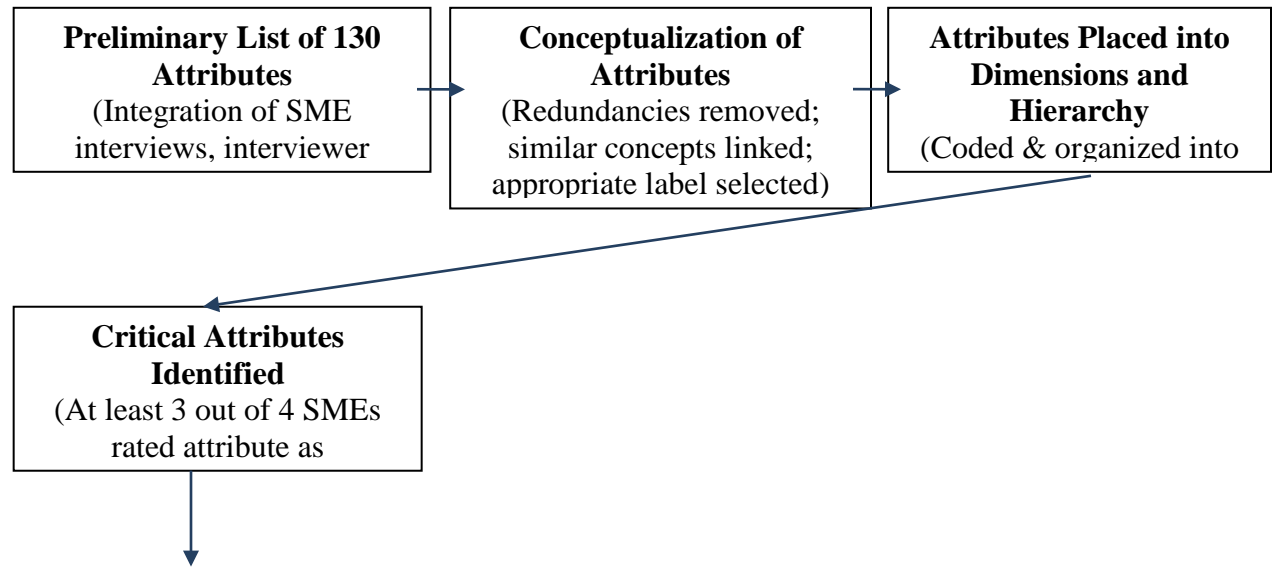 Preliminary List of 130
Attributes
(Integration of SME
interviews, interviewer
Conceptualization of
Attributes
(Redundancies removed;
similar concepts linked;
appropriate label selected)
Attributes Placed into
Dimensions and
Hierarchy
(Coded & organized into
Critical Attributes
Identified
(At least 3 out of 4 SMEs
rated attribute as